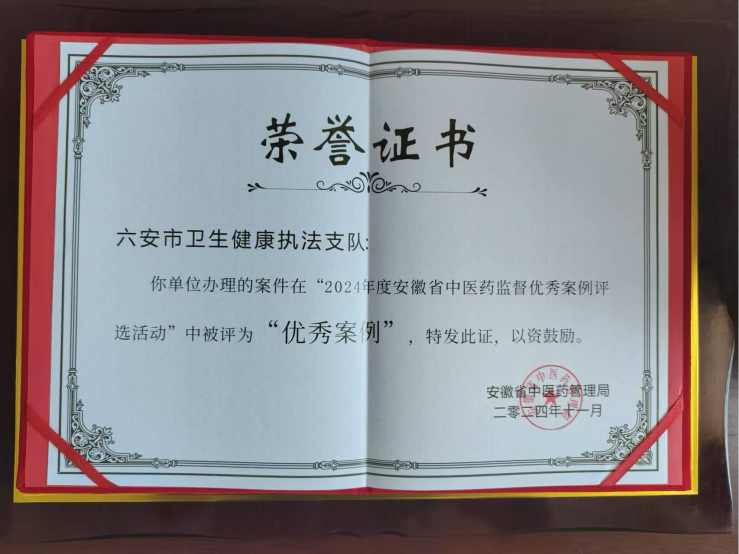 荣誉证书
六安市卫生健康执法支队:
你单位办理的案件在“2024年度安徽省中医药监督优秀案例评
选活动”中被评为“优秀案例”,特发此证,以资鼓励。
安徽省中医药管理局
二零二四年十一月